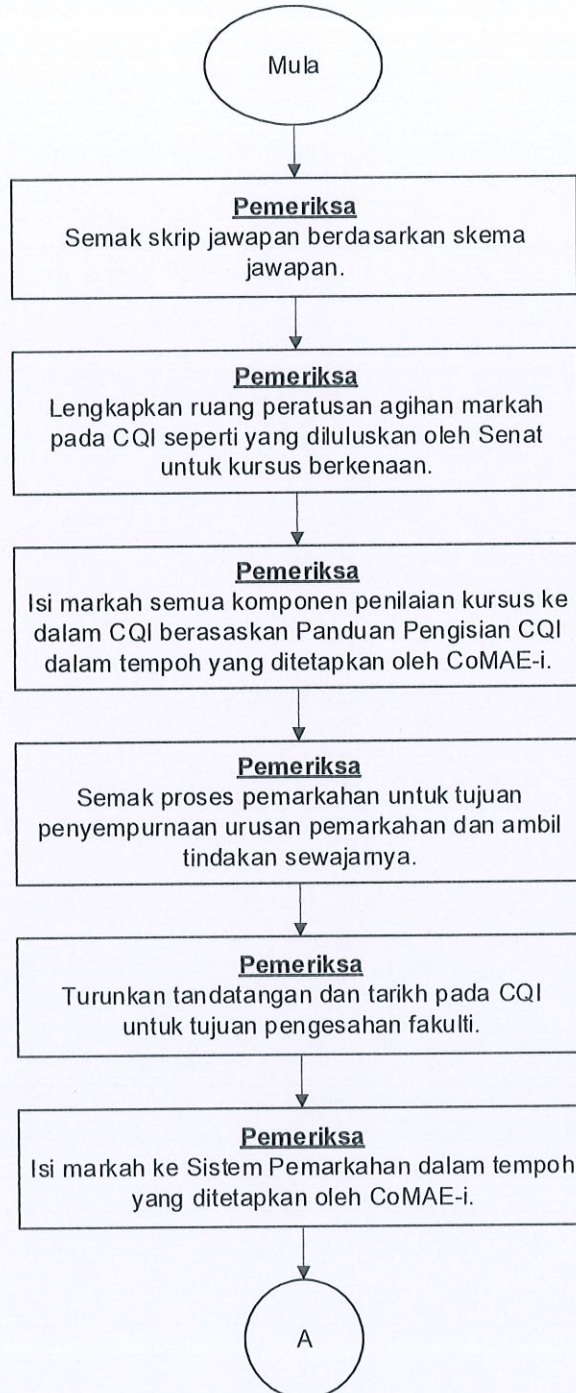 Mula
Pemeriksa
Semak skrip jawapan berdasarkan skema
jawapan.
Pemeriksa
Lengkapkan ruang peratusan agihan markah
pada CQI seperti yang diluluskan oleh Senat
untuk kursus berkenaan.
Pemeriksa
Isi markah semua komponen penilaian kursus ke
dalam CQI berasaskan Panduan Pengisian CQI
dalam tempoh yang ditetapkan oleh CoMAE-i.
Pemeriksa
Semak proses pemarkahan untuk tujuan
penyempurnaan urusan pemarkahan dan ambil
tindakan sewajarnya.
Pemeriksa
Turunkan tandatangan dan tarikh pada CQI
untuk tujuan pengesahan fakulti.
Pemeriksa
Isi markah ke Sistem Pemarkahan dalam tempoh
yang ditetapkan oleh CoMAE-i.
A